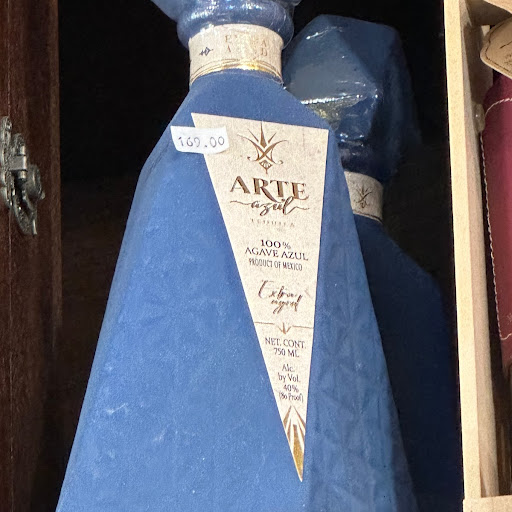 169.00
ARTE
azul
TEQUILA
100%
AGAVE AZUL
PRODUCT OF MEXICO
Extra
NET. CONT.
750 ML
Alc.
by Vol.
40%
(80 Proof)